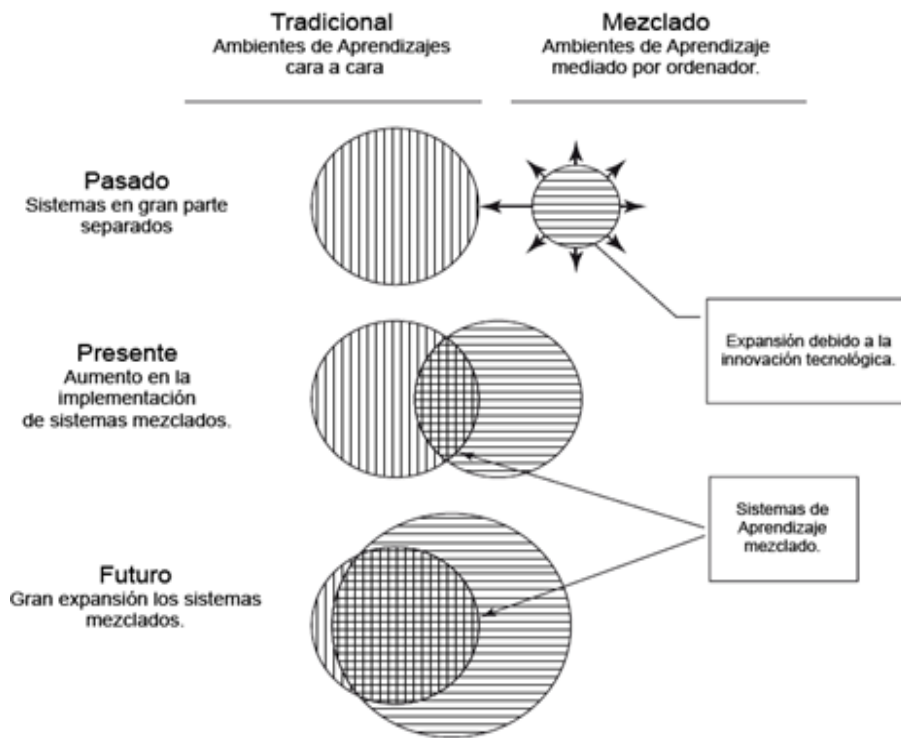 Tradicional
Ambientes de Aprendizajes
cara a cara
Mezclado
Ambientes de Aprendizaje
mediado por ordenador.
Pasado
Sistemas en gran parte
separados
Expansión debido a la
innovación tecnológica.
Presente
Aumento en la
implementación
de sistemas mezclados.
Sistemas de
Aprendizaje
mezclado.
Futuro
Gran expansión los sistemas
mezclados.